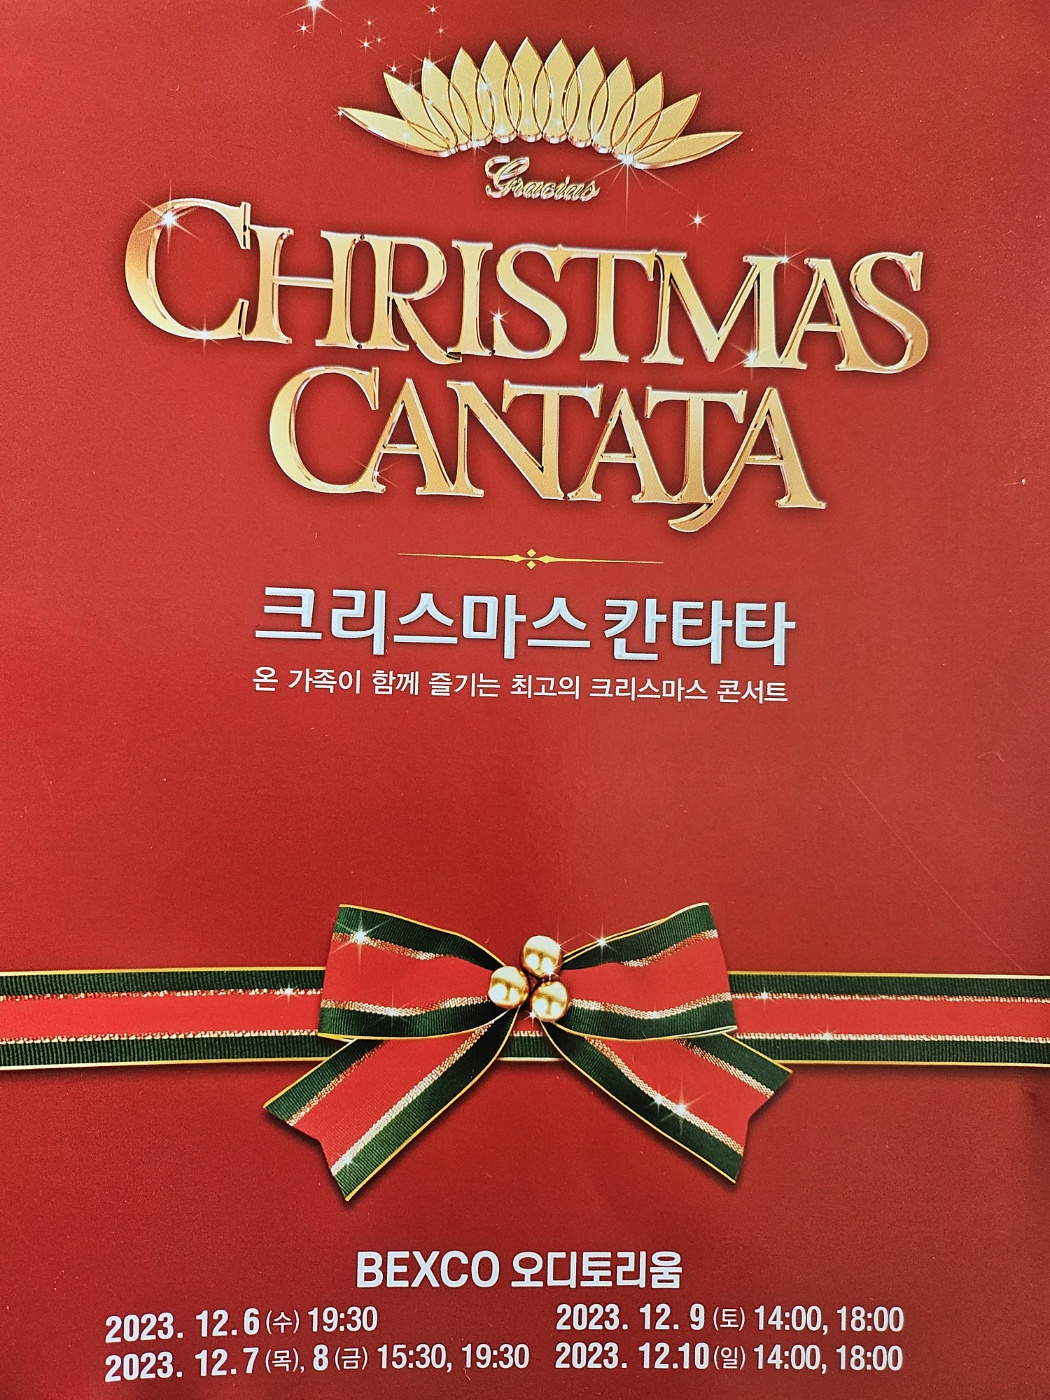 Gracias
CHRISTMAS
CANTATA
크리스마스 칸타타
온 가족이 함께 즐기는 최고의 크리스마스 콘서트
BEXCO 오디토리움
2023. 12. 6 (수) 19:30
2023. 12. 7 (목), 8 (금) 15:30, 19:30
2023. 12. 9 (토) 14:00, 18:00
2023. 12.10 (일) 14:00, 18:00